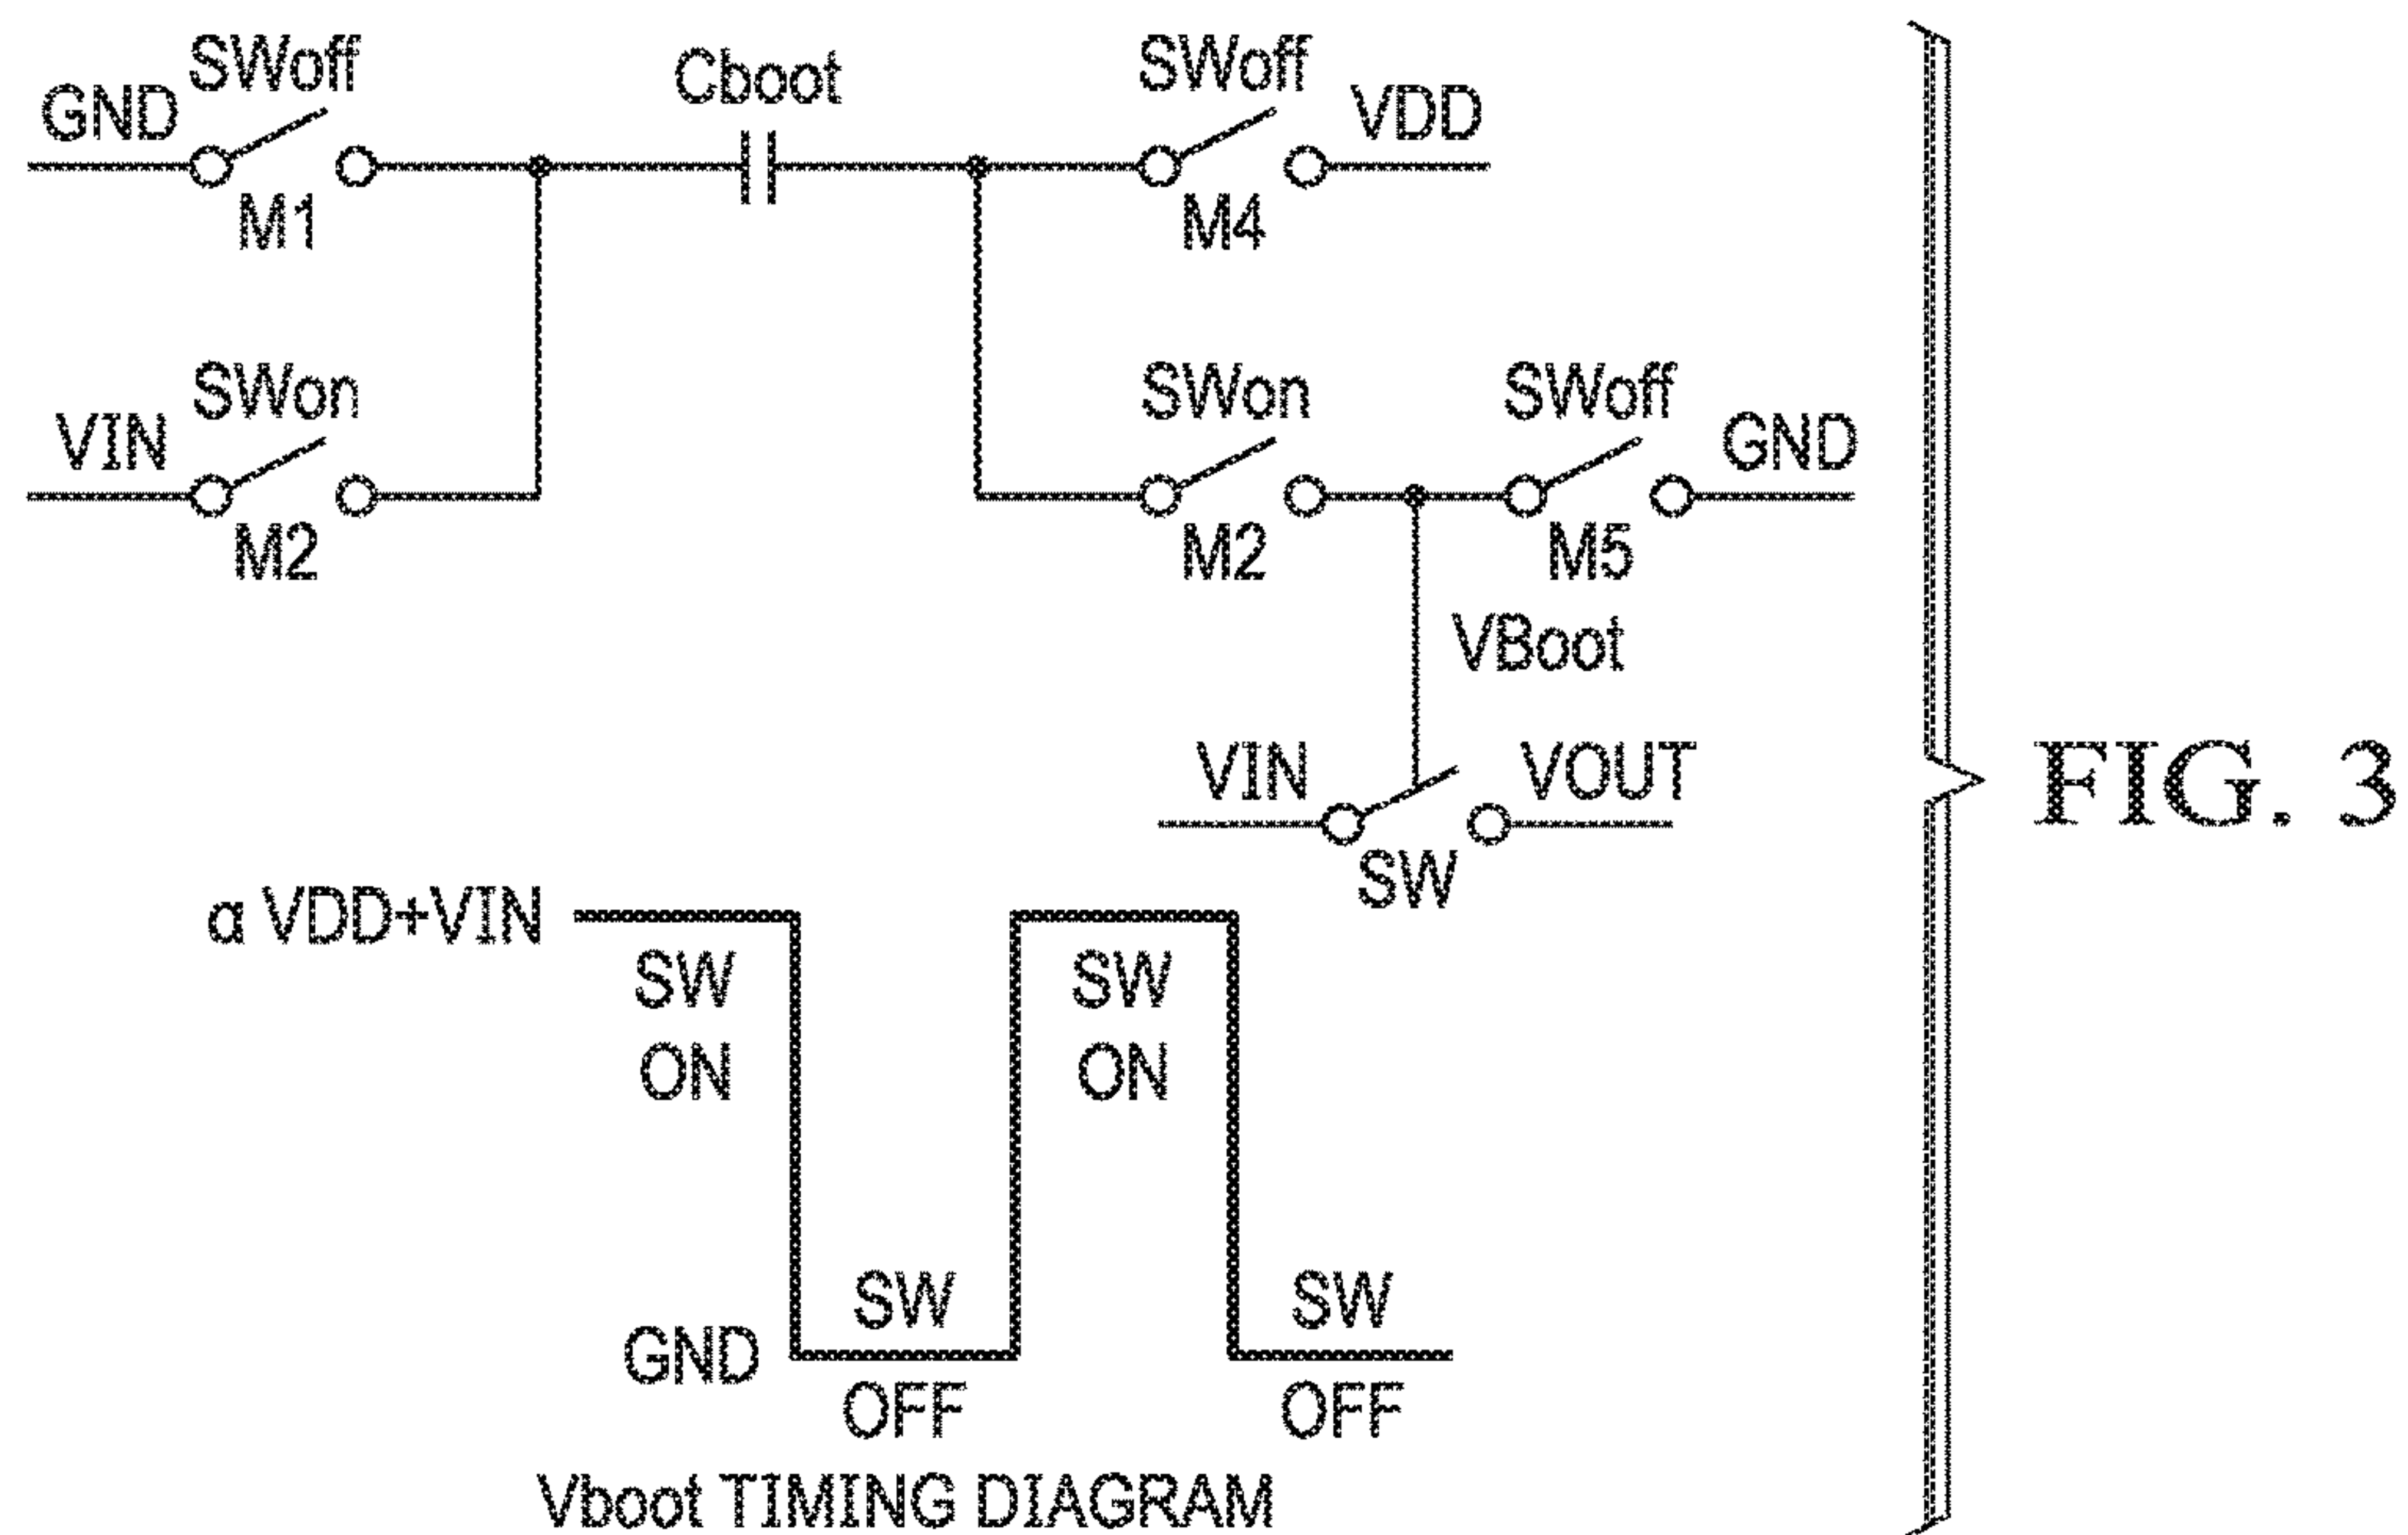 SWoff
Cboot
SWoff
GND
VDD
M1
M4
SWon
SWon
SWoff
VIN
GND
M2
M2
M5
VBoot
VIN
VOUT
SW
FIG. 3
α VDD+VIN
SW
ON
SW
ON
SW
OFF
SW
OFF
GND
Vboot TIMING DIAGRAM